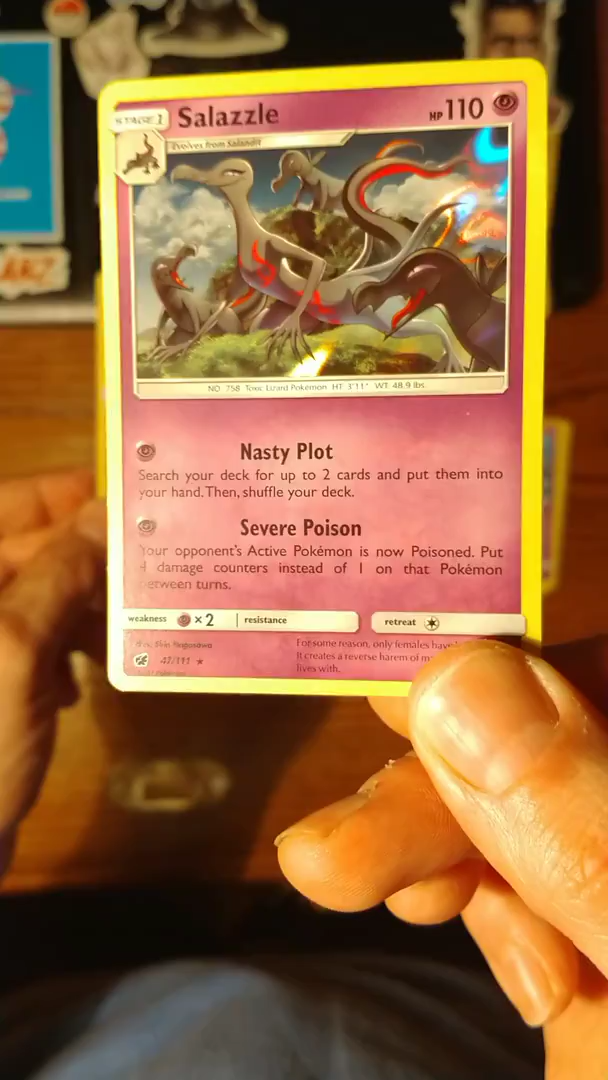 STAGE 1 Salazzle HP 110
Evolves from Salandit
NO. 758 Toxic Lizard Pokémon HT 3'11" WT 48.9 lbs.
Nasty Plot
Search your deck for up to 2 cards and put them into
your hand. Then, shuffle your deck.
Severe Poison
Your opponent's Active Pokémon is now Poisoned. Put
4 damage counters instead of 1 on that Pokémon
between turns.
weakness ×2 resistance retreat
For some reason, only females have
It creates a reverse harem of m
lives with.
47/111 ★